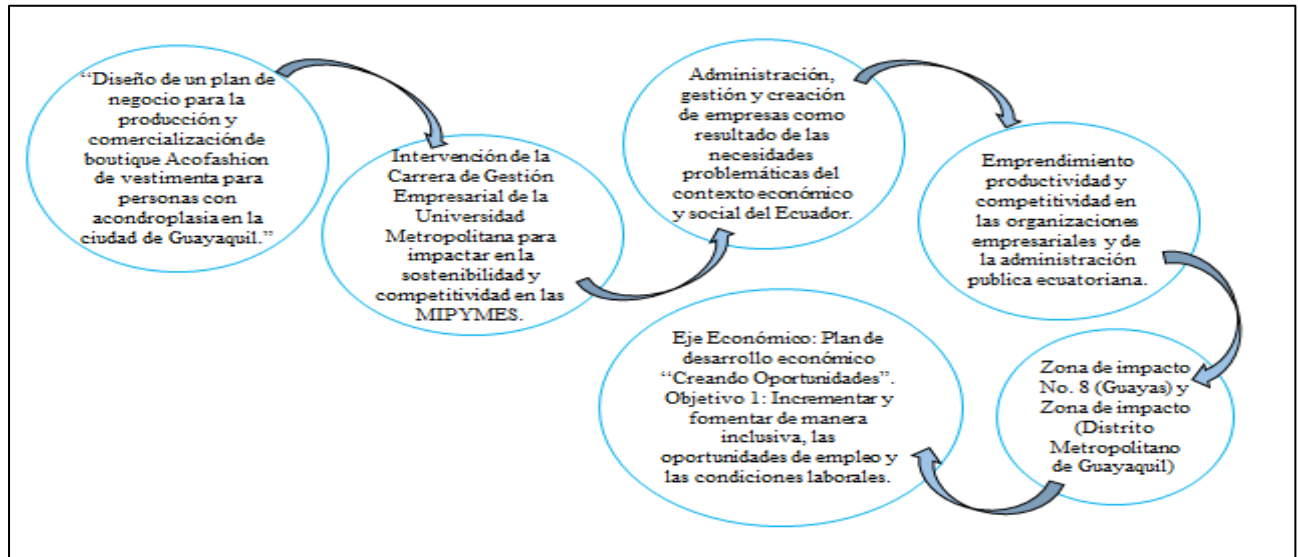 “Diseño de un plan de
negocio para la
producción y
comercialización de
boutique Acofashion
de vestimenta para
personas con
acondroplasia en la
ciudad de Guayaquil.”
Intervención de la
Carrera de Gestión
Empresarial de la
Universidad
Metropolitana para
impactar en la
sostenibilidad y
competitividad en las
MIPYMES.
Administración,
gestión y creación
de empresas como
resultado de las
necesidades
problemáticas del
contexto económico
y social del Ecuador.
Emprendimiento
productividad y
competitividad en
las organizaciones
empresariales y de
la administración
publica ecuatoriana.
Zona de impacto
No. 8 (Guayas) y
Zona de impacto
(Distrito
Metropolitano
de Guayaquil)
Eje Económico: Plan de
desarrollo económico
“Creando Oportunidades”.
Objetivo 1: Incrementar y
fomentar de manera
inclusiva, las
oportunidades de empleo y
las condiciones laborales.